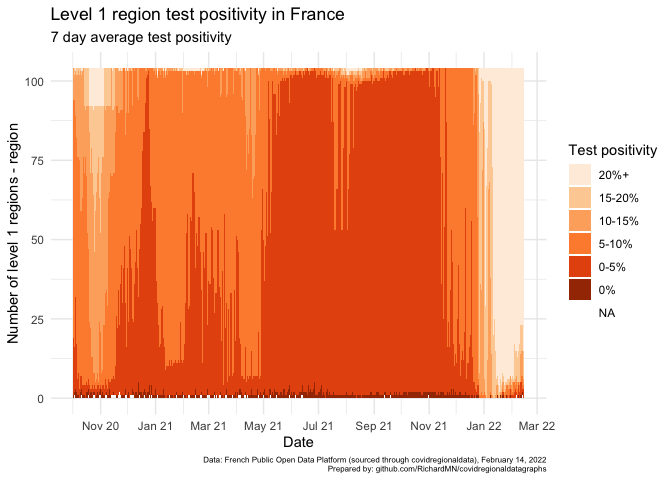 Level 1 region test positivity in France
7 day average test positivity
Number of level 1 regions - region
100
75
50
25
0
Nov 20 Jan 21 Mar 21 May 21 Jul 21 Sep 21 Nov 21 Jan 22 Mar 22
Date
Test positivity
20%+
15-20%
10-15%
5-10%
0-5%
0%
NA
Data: French Public Open Data Platform (sourced through covidregionaldata), February 14, 2022
Prepared by: github.com/RichardMN/covidregionaldatagraphs